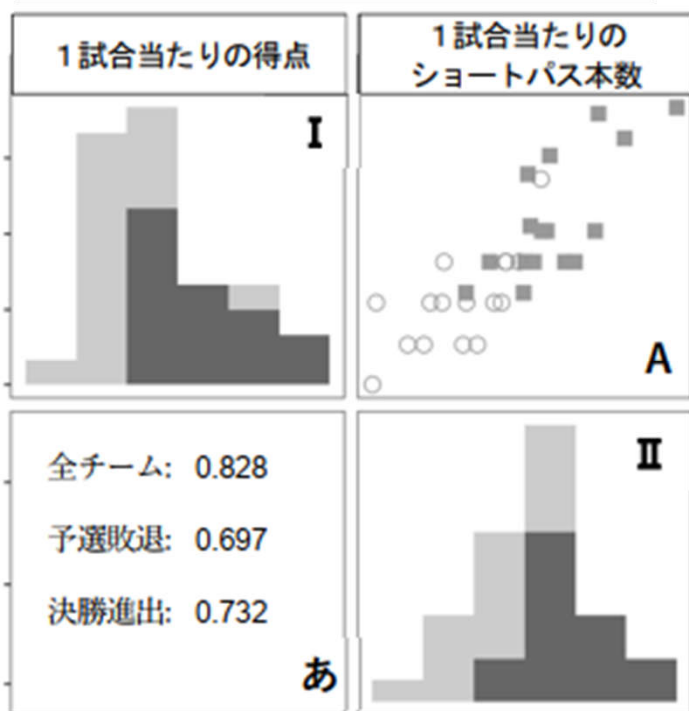 1試合当たりの得点
1試合当たりの
ショートパス本数
I
A
全チーム: 0.828
予選敗退: 0.697
決勝進出: 0.732
あ
II